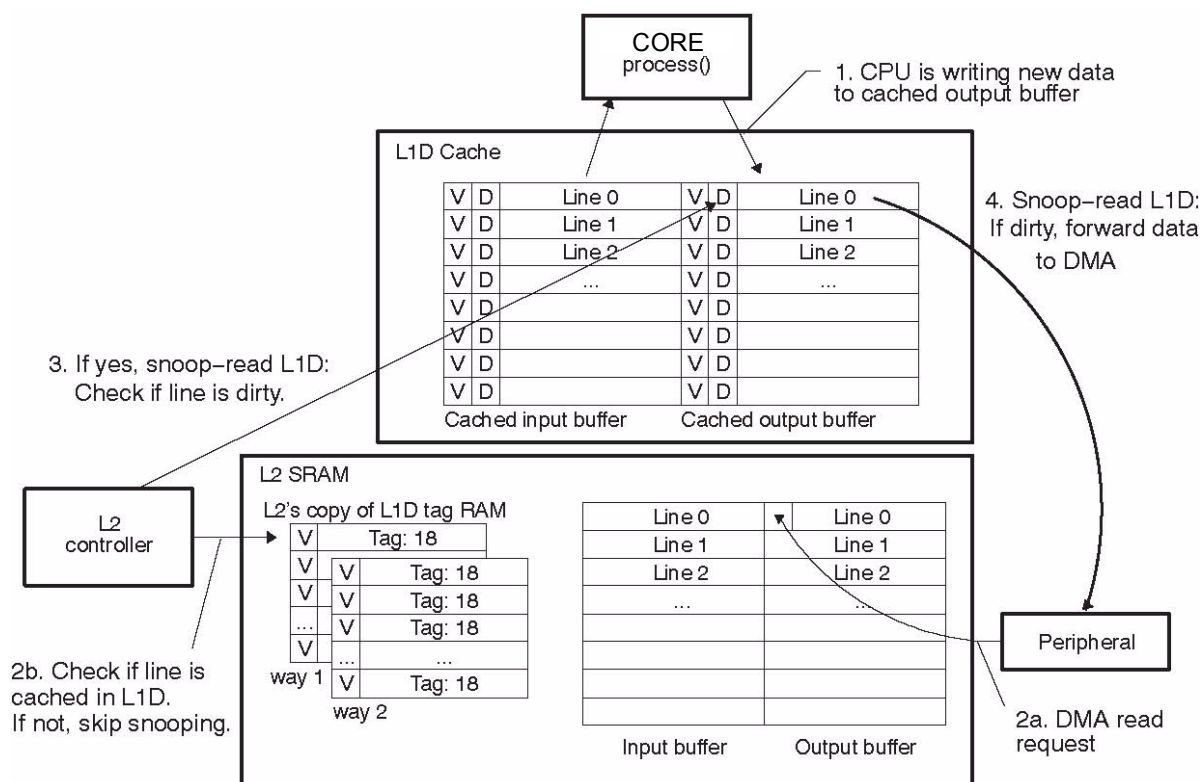 CORE
process()
1. CPU is writing new data
to cached output buffer
L1D Cache
V D Line 0 V D Line 0
V D Line 1 V D Line 1
V D Line 2 V D Line 2
V D ... V D ...
V D V D
V D V D
V D V D
V D V D
Cached input buffer Cached output buffer
4. Snoop–read L1D:
If dirty, forward data
to DMA
3. If yes, snoop–read L1D:
Check if line is dirty.
L2 SRAM
L2's copy of L1D tag RAM
L2
controller
V Tag: 18
V
V
...
V
way 1
V Tag: 18
V Tag: 18
V Tag: 18
... ...
V Tag: 18
way 2
Line 0 Line 0
Line 1 Line 1
Line 2 Line 2
... ...
Input buffer Output buffer
Peripheral
2b. Check if line is
cached in L1D.
If not, skip snooping.
2a. DMA read
request